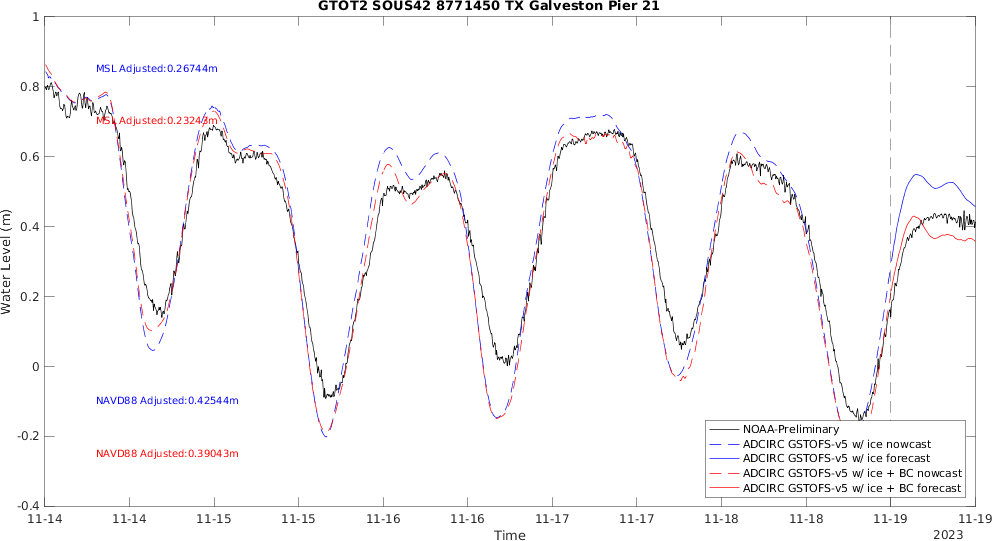 GTOT2 SOUS42 8771450 TX Galveston Pier 21
1
0.8
0.6
0.4
0.2
0
-0.2
-0.4
Water Level (m)
MSL Adjusted:0.26744m
MSL Adjusted:0.23243m
NAVD88 Adjusted:0.42544m
NAVD88 Adjusted:0.39043m
NOAA-Preliminary
ADCIRC GSTOFS-v5 w/ ice nowcast
ADCIRC GSTOFS-v5 w/ ice forecast
ADCIRC GSTOFS-v5 w/ ice + BC nowcast
ADCIRC GSTOFS-v5 w/ ice + BC forecast
11-14 11-14 11-15 11-15 11-16 11-16 11-17 11-17 11-18 11-18 11-19 11-19
Time
2023